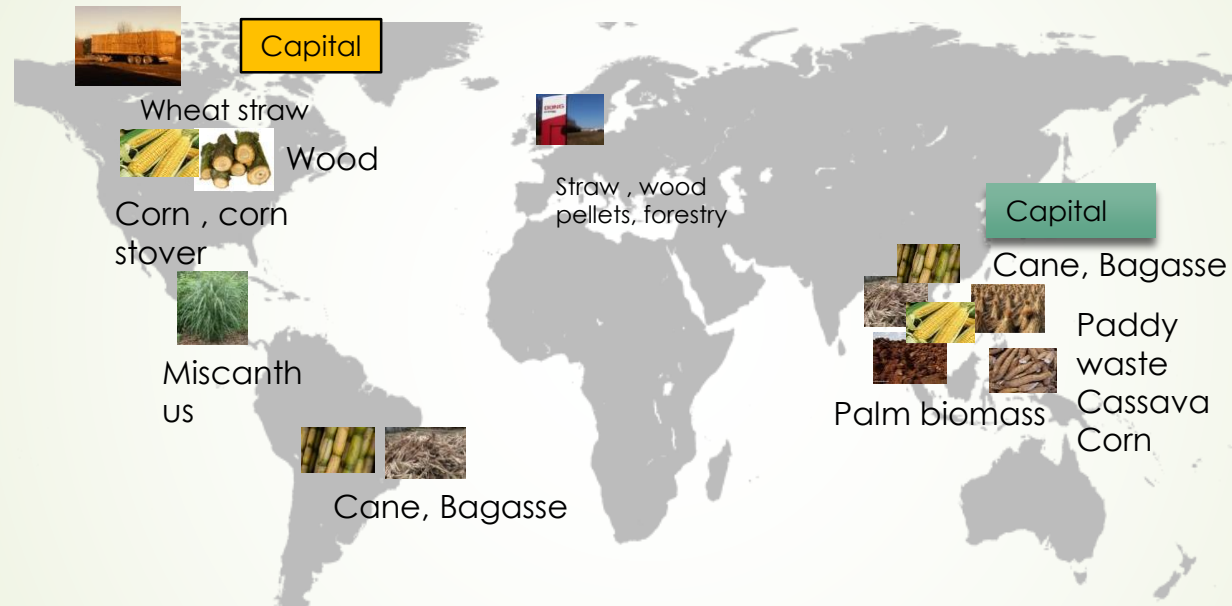 Capital
Wheat straw
Wood
Corn , corn
stover
Miscanth
us
Cane, Bagasse
Straw , wood
pellets, forestry
Capital
Cane, Bagasse
Paddy
waste
Cassava
Corn
Palm biomass